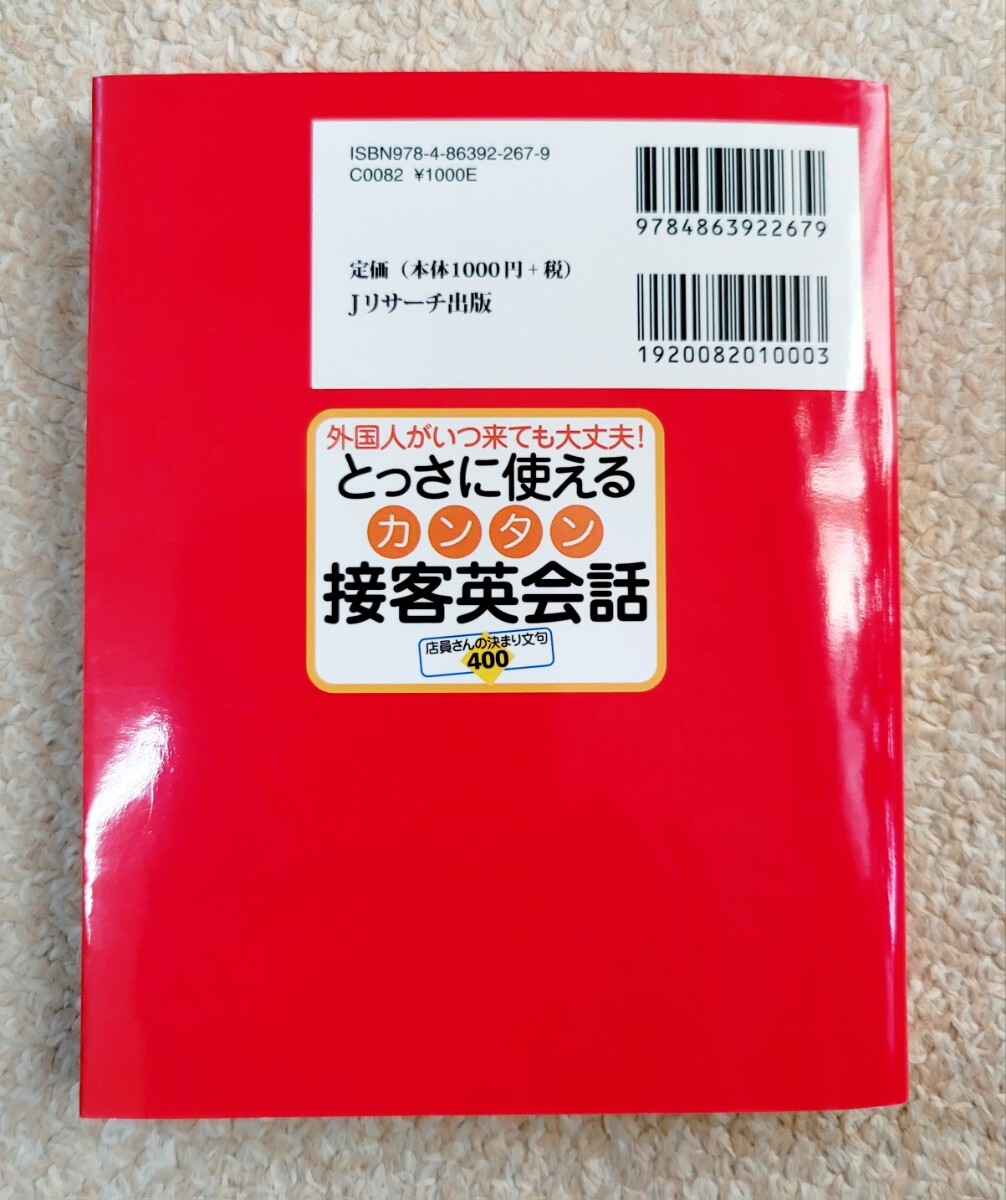 ISBN978-4-86392-267-9
C0082 ¥1000E
9784863922679
定価（本体1000円+税）
Jリサーチ出版
1920082010003
外国人がいつ来ても大丈夫!
とっさに使える
カンタン
接客英会話
店員さんの決まり文句
400